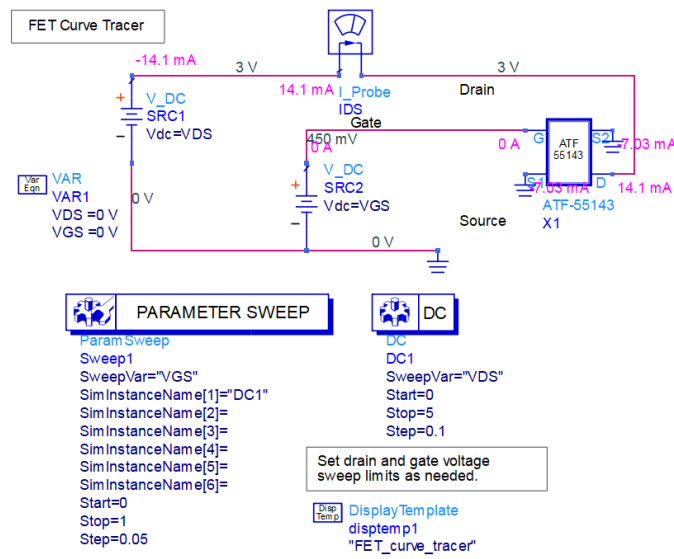 FET Curve Tracer
-14.1 mA
3 V
3 V
14.1 mA
I_Probe
IDS
Drain
V_DC
SRC1
Vdc=VDS
Gate
450 mV
0 A
0 A
G
ATF
55143
S2
-7.03 mA
S1
-7.03 mA
D
14.1 mA
ATF-55143
X1
V_DC
SRC2
Vdc=VGS
Var
Eqn
VAR
VAR1
VDS =0 V
VGS =0 V
0 V
Source
0 V
PARAMETER SWEEP
ParamSweep
Sweep1
SweepVar="VGS"
SimInstanceName[1]="DC1"
SimInstanceName[2]=
SimInstanceName[3]=
SimInstanceName[4]=
SimInstanceName[5]=
SimInstanceName[6]=
Start=0
Stop=1
Step=0.05
DC
DC
DC1
SweepVar="VDS"
Start=0
Stop=5
Step=0.1
Set drain and gate voltage
sweep limits as needed.
Disp
Temp
DisplayTemplate
disptemp1
"FET_curve_tracer"